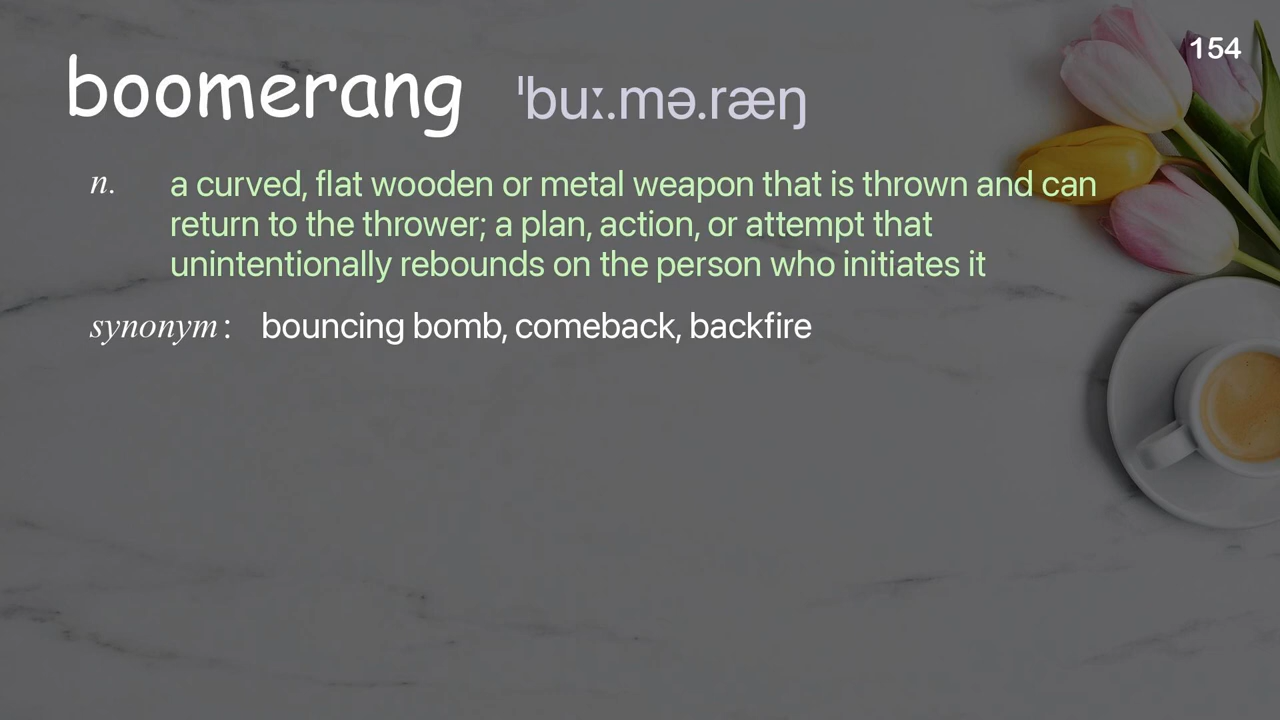 154
boomerang ˈbuː.mə.ræŋ
n. a curved, flat wooden or metal weapon that is thrown and can
return to the thrower; a plan, action, or attempt that
unintentionally rebounds on the person who initiates it
synonym: bouncing bomb, comeback, backfire